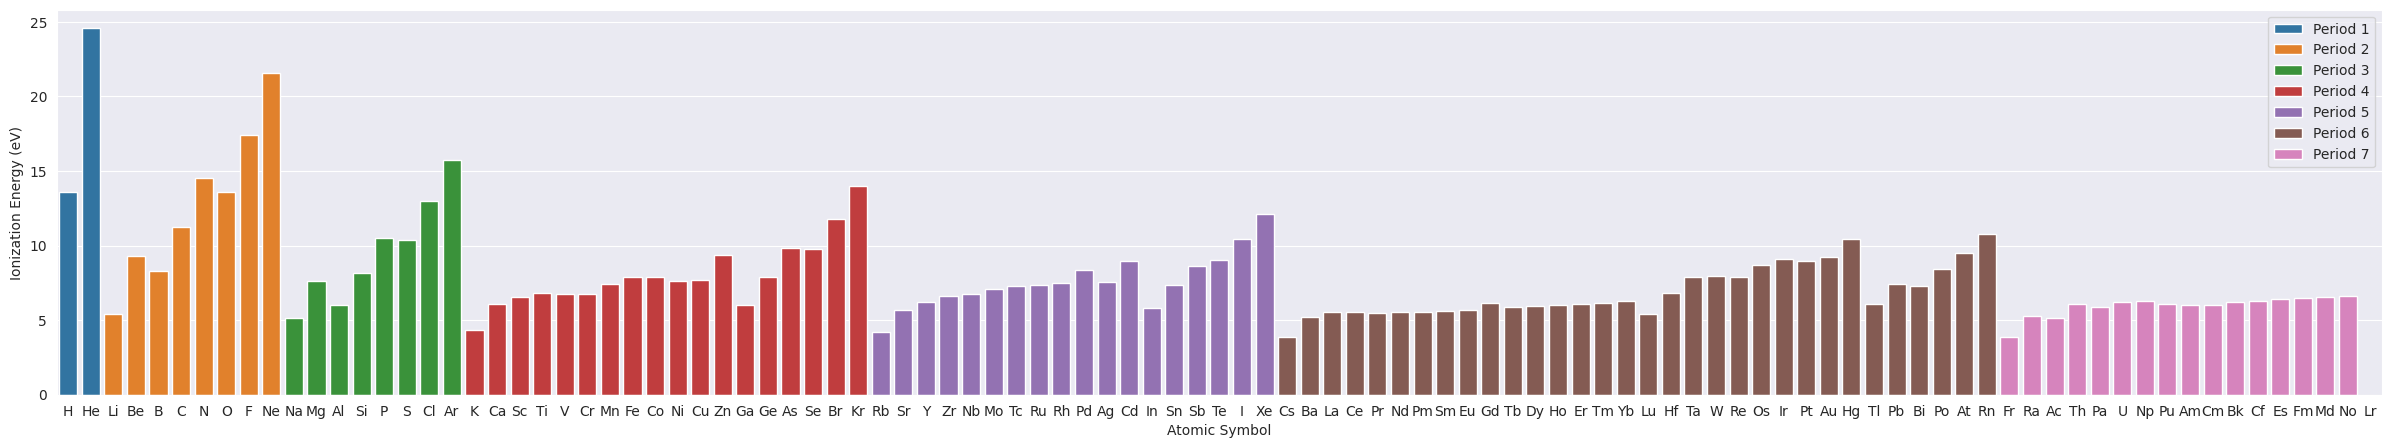 25
20
15
10
5
0
Ionization Energy (eV)
Period 1
Period 2
Period 3
Period 4
Period 5
Period 6
Period 7
H He Li Be B C N O F Ne Na Mg Al Si P S Cl Ar K Ca Sc Ti V Cr Mn Fe Co Ni Cu Zn Ga Ge As Se Br Kr Rb Sr Y Zr Nb Mo Tc Ru Rh Pd Ag Cd In Sn Sb Te I Xe Cs Ba La Ce Pr Nd Pm Sm Eu Gd Tb Dy Ho Er Tm Yb Lu Hf Ta W Re Os Ir Pt Au Hg Tl Pb Bi Po At Rn Fr Ra Ac Th Pa U Np Pu Am Cm Bk Cf Es Fm Md No Lr
Atomic Symbol